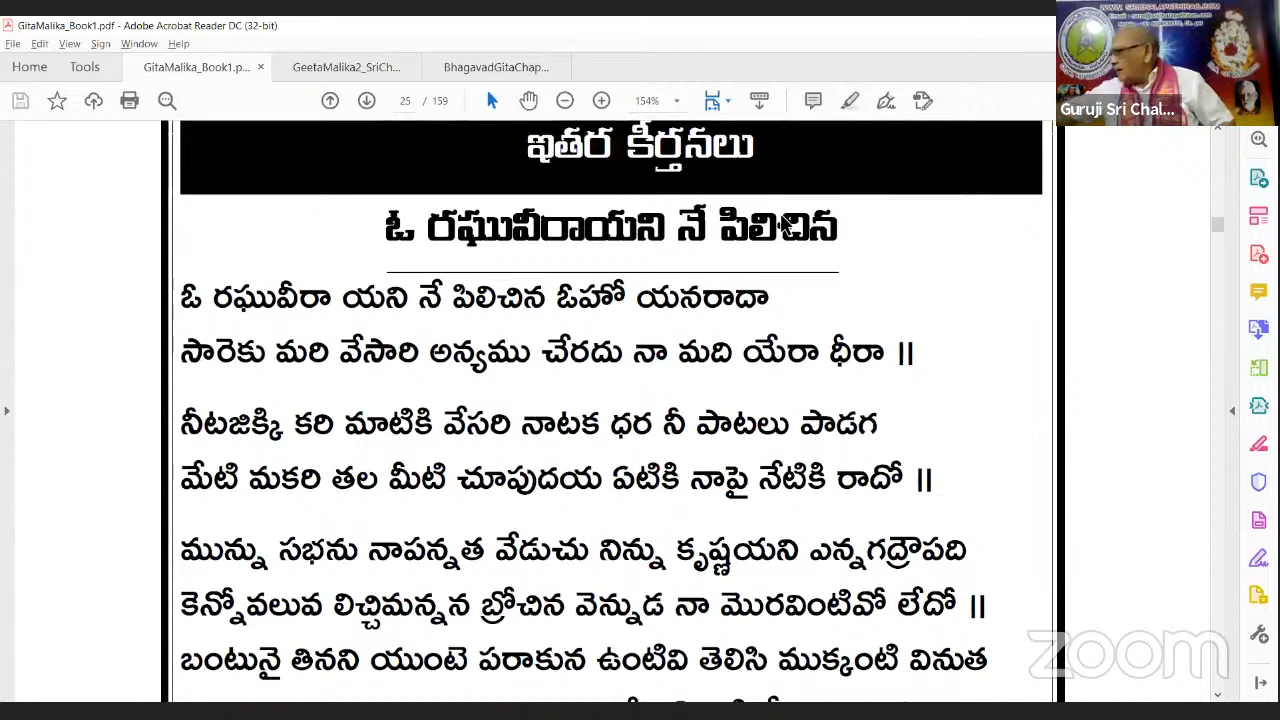 GitaMalika_Book1.pdf - Adobe Acrobat Reader DC (32-bit)
File Edit View Sign Window Help
Home Tools GitaMalika_Book1.p... × GeetaMalika2_SriCh... BhagavadGitaChap...
25 / 159 154%
Guruji Sri Chal...
ఇతర కీర్తనలు
ఓ రఘువీరాయని నే పిలిచిన
ఓ రఘువీరా యని నే పిలిచిన ఓహో యనరాదా
సారెకు మరి వేసారి అన్యము చేరదు నా మది యేరా ధీరా ॥
నీటజిక్కి కరి మాటికి వేసరి నాటక ధర నీ పాటలు పాడగ
మేటి మకరి తల మీటి చూపుదయ ఏటికి నాపై నేటికి రాదో ॥
మున్ను సభను నాపన్నత వేడుచు నిన్ను కృష్ణయని ఎన్నగద్రౌపది
కెన్నోవలువ లిచ్చిమన్నన బ్రోచిన వెన్నుడ నా మొరవింటివో లేదో ॥
బంటునై తినని యుంటె పరాకున ఉంటివి తెలిసి ముక్కంటి వినుత
zoom